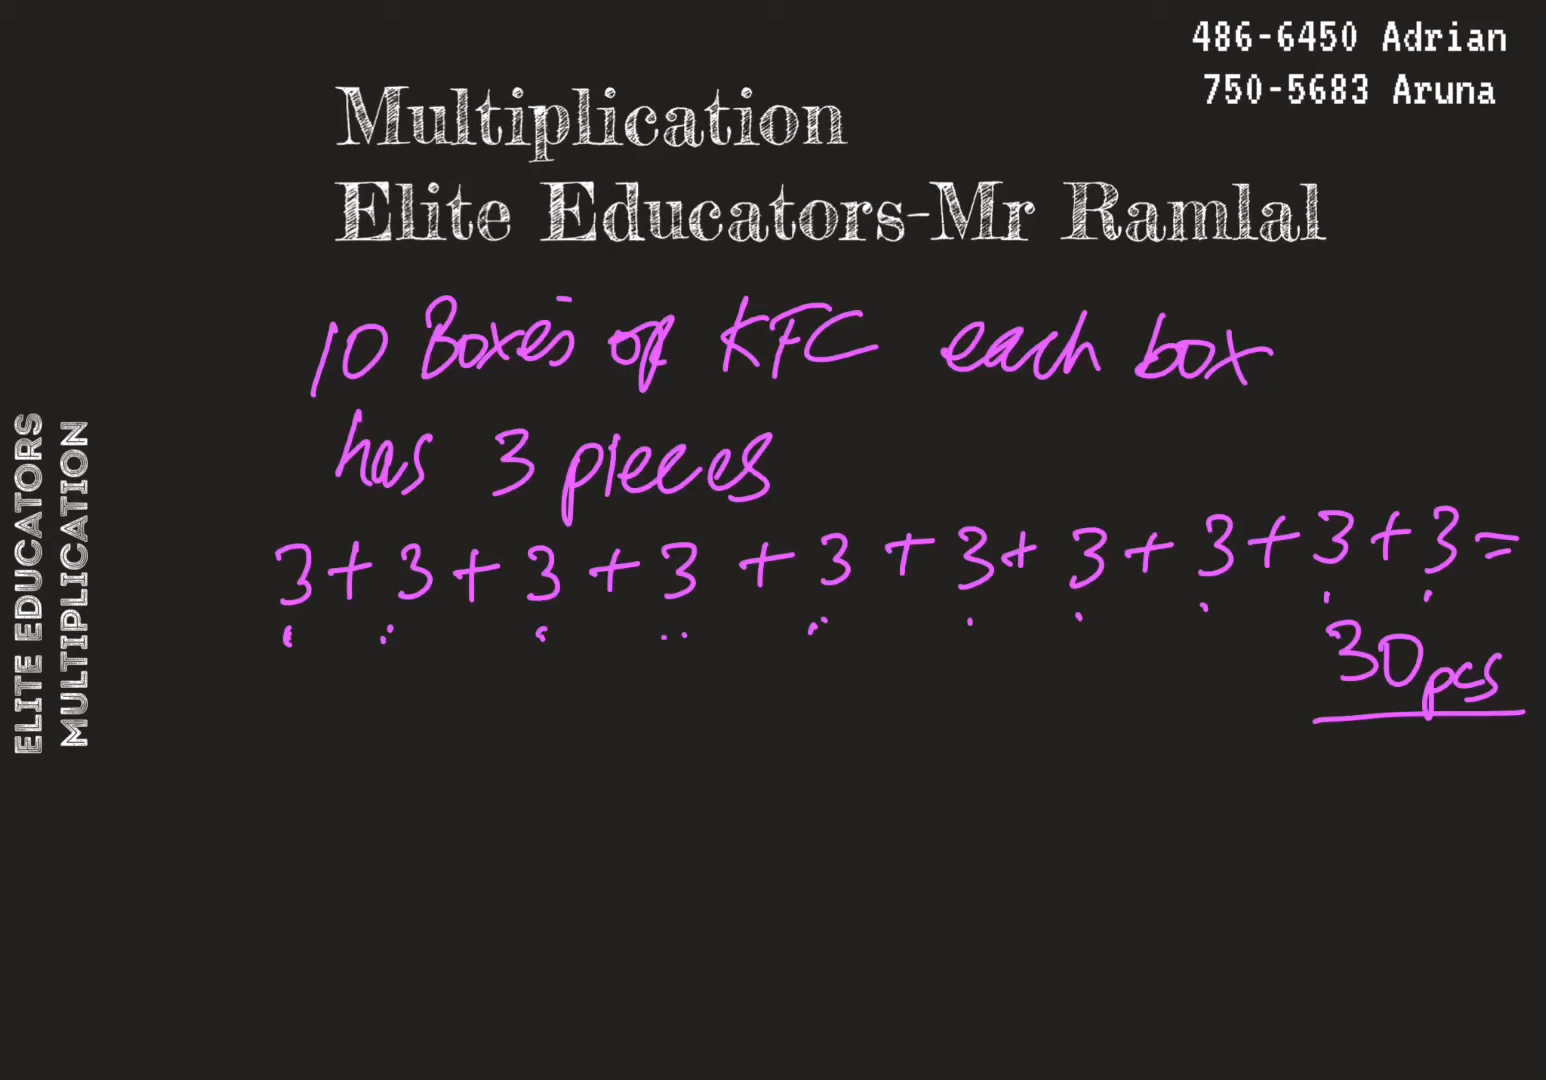 486-6450 Adrian
750-5683 Aruna
Multiplication
Elite Educators-Mr Ramlal
10 Boxes of KFC each box
has 3 pieces
3+3+3+3+3+3+3+3+3+3=
30pcs
ELITE EDUCATORS
MULTIPLICATION